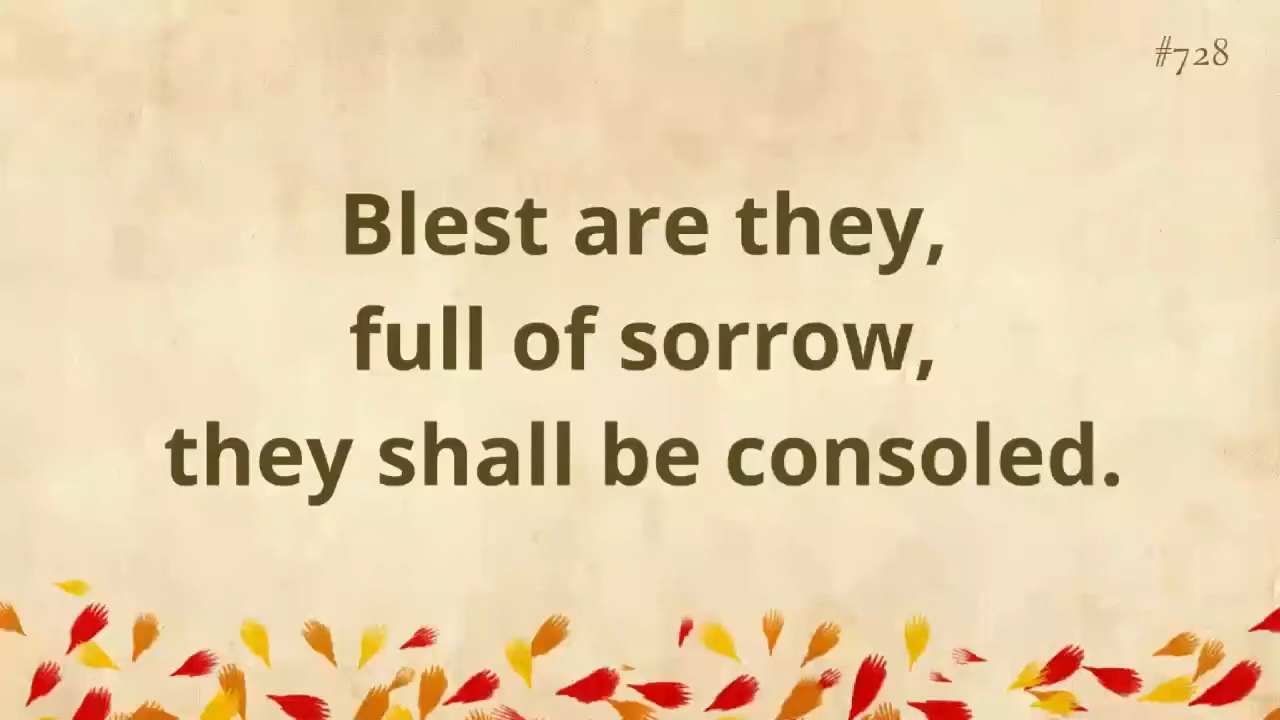 #728
Blest are they,
full of sorrow,
they shall be consoled.